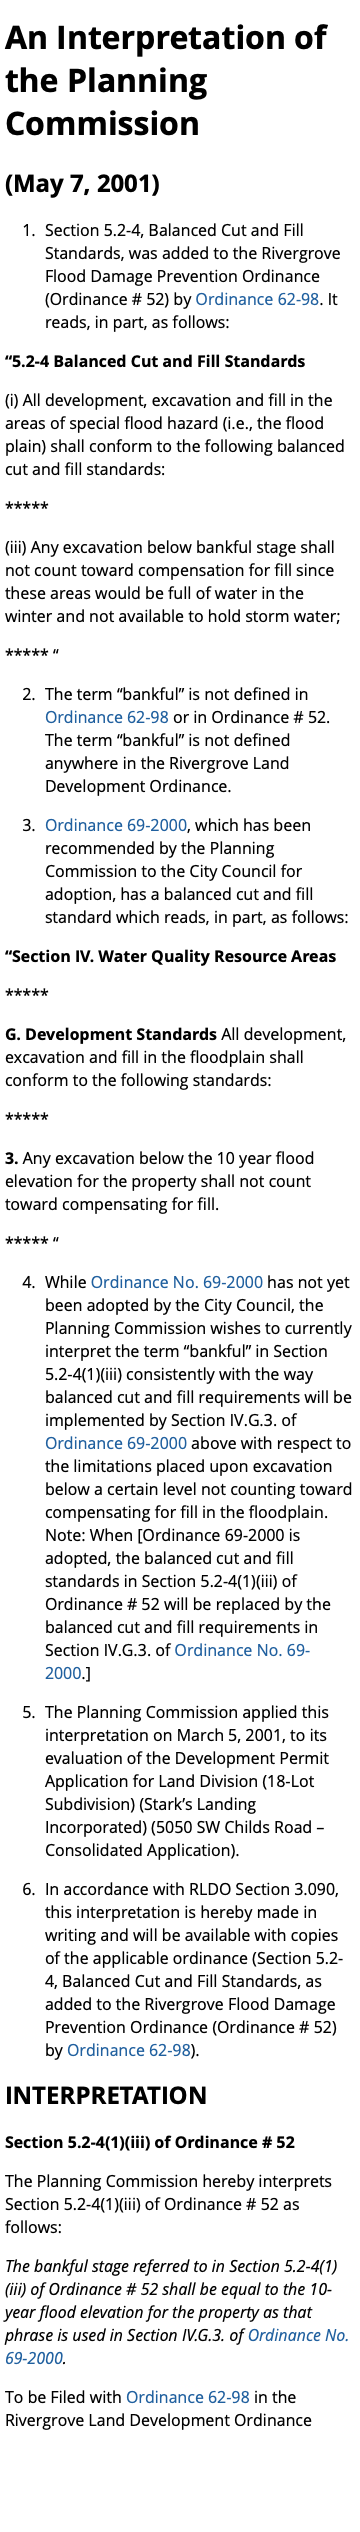 An Interpretation of
the Planning
Commission
(May 7, 2001)
1. Section 5.2-4, Balanced Cut and Fill
Standards, was added to the Rivergrove
Flood Damage Prevention Ordinance
(Ordinance # 52) by Ordinance 62-98. It
reads, in part, as follows:
“5.2-4 Balanced Cut and Fill Standards
(i) All development, excavation and fill in the
areas of special flood hazard (i.e., the flood
plain) shall conform to the following balanced
cut and fill standards:
*****
(iii) Any excavation below bankful stage shall
not count toward compensation for fill since
these areas would be full of water in the
winter and not available to hold storm water;
***** “
2. The term “bankful” is not defined in
Ordinance 62-98 or in Ordinance # 52.
The term “bankful” is not defined
anywhere in the Rivergrove Land
Development Ordinance.
3. Ordinance 69-2000, which has been
recommended by the Planning
Commission to the City Council for
adoption, has a balanced cut and fill
standard which reads, in part, as follows:
“Section IV. Water Quality Resource Areas
*****
G. Development Standards All development,
excavation and fill in the floodplain shall
conform to the following standards:
*****
3. Any excavation below the 10 year flood
elevation for the property shall not count
toward compensating for fill.
***** “
4. While Ordinance No. 69-2000 has not yet
been adopted by the City Council, the
Planning Commission wishes to currently
interpret the term “bankful” in Section
5.2-4(1)(iii) consistently with the way
balanced cut and fill requirements will be
implemented by Section IV.G.3. of
Ordinance 69-2000 above with respect to
the limitations placed upon excavation
below a certain level not counting toward
compensating for fill in the floodplain.
Note: When [Ordinance 69-2000 is
adopted, the balanced cut and fill
standards in Section 5.2-4(1)(iii) of
Ordinance # 52 will be replaced by the
balanced cut and fill requirements in
Section IV.G.3. of Ordinance No. 69-
2000.]
5. The Planning Commission applied this
interpretation on March 5, 2001, to its
evaluation of the Development Permit
Application for Land Division (18-Lot
Subdivision) (Stark’s Landing
Incorporated) (5050 SW Childs Road –
Consolidated Application).
6. In accordance with RLDO Section 3.090,
this interpretation is hereby made in
writing and will be available with copies
of the applicable ordinance (Section 5.2-
4, Balanced Cut and Fill Standards, as
added to the Rivergrove Flood Damage
Prevention Ordinance (Ordinance # 52)
by Ordinance 62-98).
INTERPRETATION
Section 5.2-4(1)(iii) of Ordinance # 52
The Planning Commission hereby interprets
Section 5.2-4(1)(iii) of Ordinance # 52 as
follows:
The bankful stage referred to in Section 5.2-4(1)
(iii) of Ordinance # 52 shall be equal to the 10-
year flood elevation for the property as that
phrase is used in Section IV.G.3. of Ordinance No.
69-2000.
To be Filed with Ordinance 62-98 in the
Rivergrove Land Development Ordinance